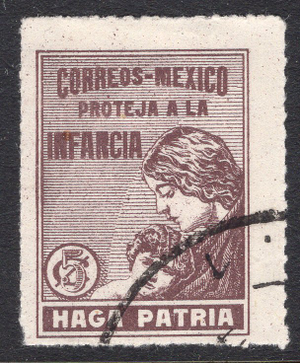 CORREOS-MEXICO
PROTEJA A LA
INFANCIA
5 C
HAGA PATRIA